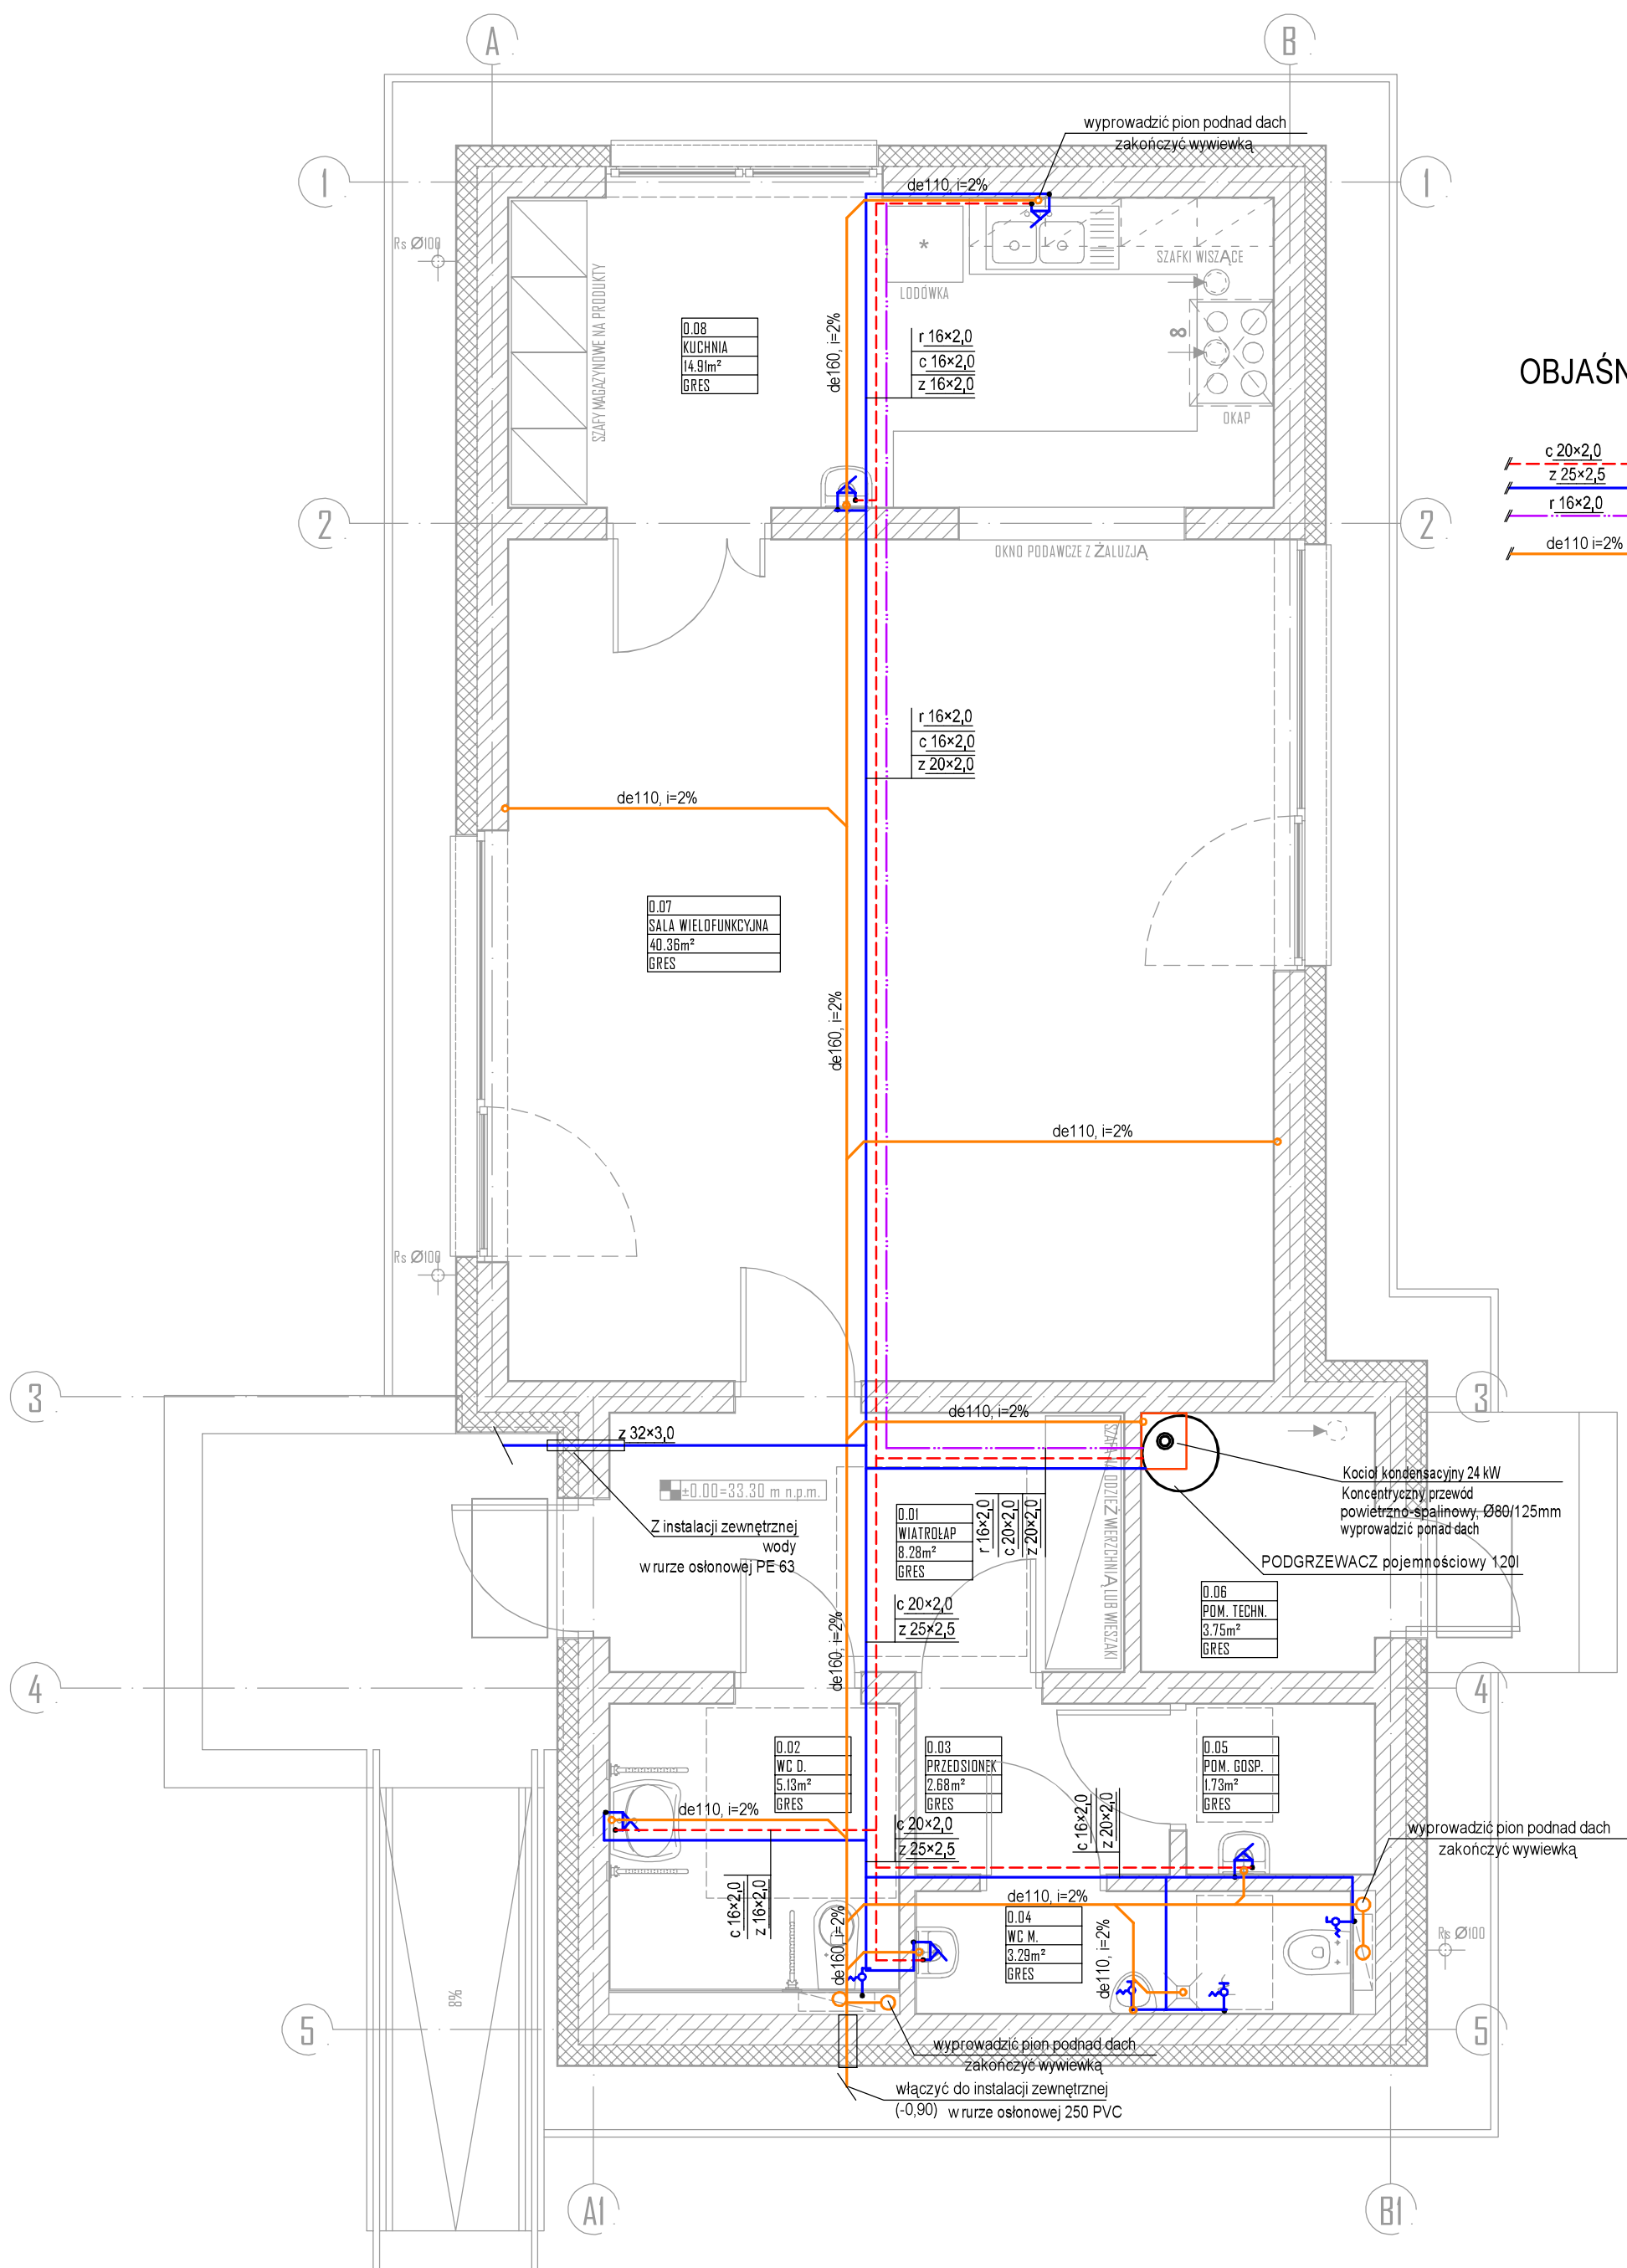 A
B
wyprowadzić pion podnad dach
zakończyć wywiewką
1
de110, i=2%
1
Rs Ø100
SZAFY MAGAZYNOWE NA PRODUKTY
*
LODÓWKA
SZAFKI WISZĄCE
8
OKAP
0.08
KUCHNIA
14.91m²
GRES
de160, i=2%
r 16×2,0
c 16×2,0
z 16×2,0
OBJAŚN
c 20×2,0
z 25×2,5
r 16×2,0
de110 i=2%
2
2
OKNO PODAWCZE Z ŻALUZJĄ
r 16×2,0
c 16×2,0
z 20×2,0
de110, i=2%
0.07
SALA WIELOFUNKCYJNA
40.36m²
GRES
de160, i=2%
de110, i=2%
Rs Ø100
3
3
de110, i=2%
z 32×3,0
±0.00=33.30 m n.p.m.
Z instalacji zewnętrznej
wody
w rurze osłonowej PE 63
0.01
WIATROŁAP
8.28m²
GRES
r 16×2,0
c 20×2,0
z 20×2,0
SZAFA NA ODZIEŻ WIERZCHNIĄ LUB WIESZAKI
Kocioł kondensacyjny 24 kW
Koncentryczny przewód
powietrzno-spalinowy, Ø80/125mm
wyprowadzić ponad dach
PODGRZEWACZ pojemnościowy 120l
0.06
POM. TECHN.
3.75m²
GRES
c 20×2,0
z 25×2,5
de160, i=2%
4
4
0.02
WC D.
5.13m²
GRES
0.03
PRZEDSIONEK
2.68m²
GRES
0.05
POM. GOSP.
1.73m²
GRES
de110, i=2%
c 20×2,0
z 25×2,5
c 16×2,0
z 20×2,0
wyprowadzić pion podnad dach
zakończyć wywiewką
c 16×2,0
z 16×2,0
de160, i=2%
de110, i=2%
0.04
WC M.
3.29m²
GRES
de110, i=2%
Rs Ø100
8%
5
5
wyprowadzić pion podnad dach
zakończyć wywiewką
włączyć do instalacji zewnętrznej
(-0,90) w rurze osłonowej 250 PVC
A1
B1